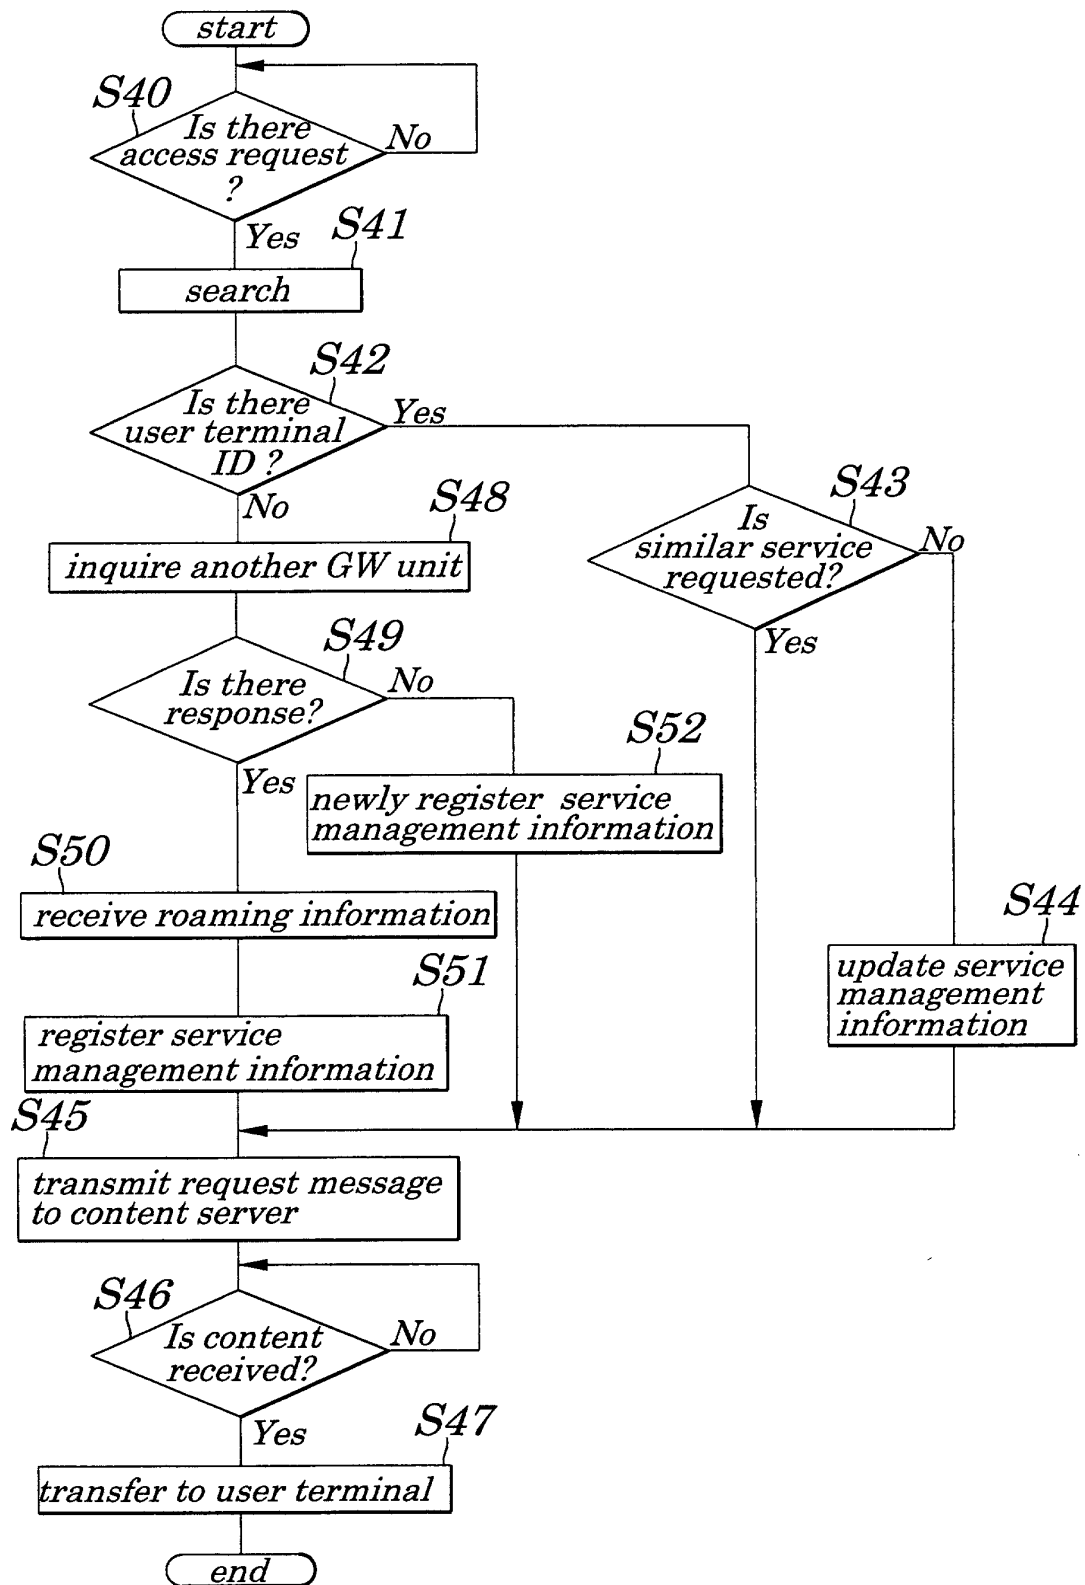 start
S40
Is there
access request
?
No
Yes
S41
search
S42
Is there
user terminal
ID ?
Yes
No
S43
Is
similar service
requested?
No
Yes
S48
inquire another GW unit
S49
Is there
response?
No
Yes
S52
newly register service
management information
S50
receive roaming information
S44
update service
management
information
S51
register service
management information
S45
transmit request message
to content server
S46
Is content
received?
No
Yes
S47
transfer to user terminal
end